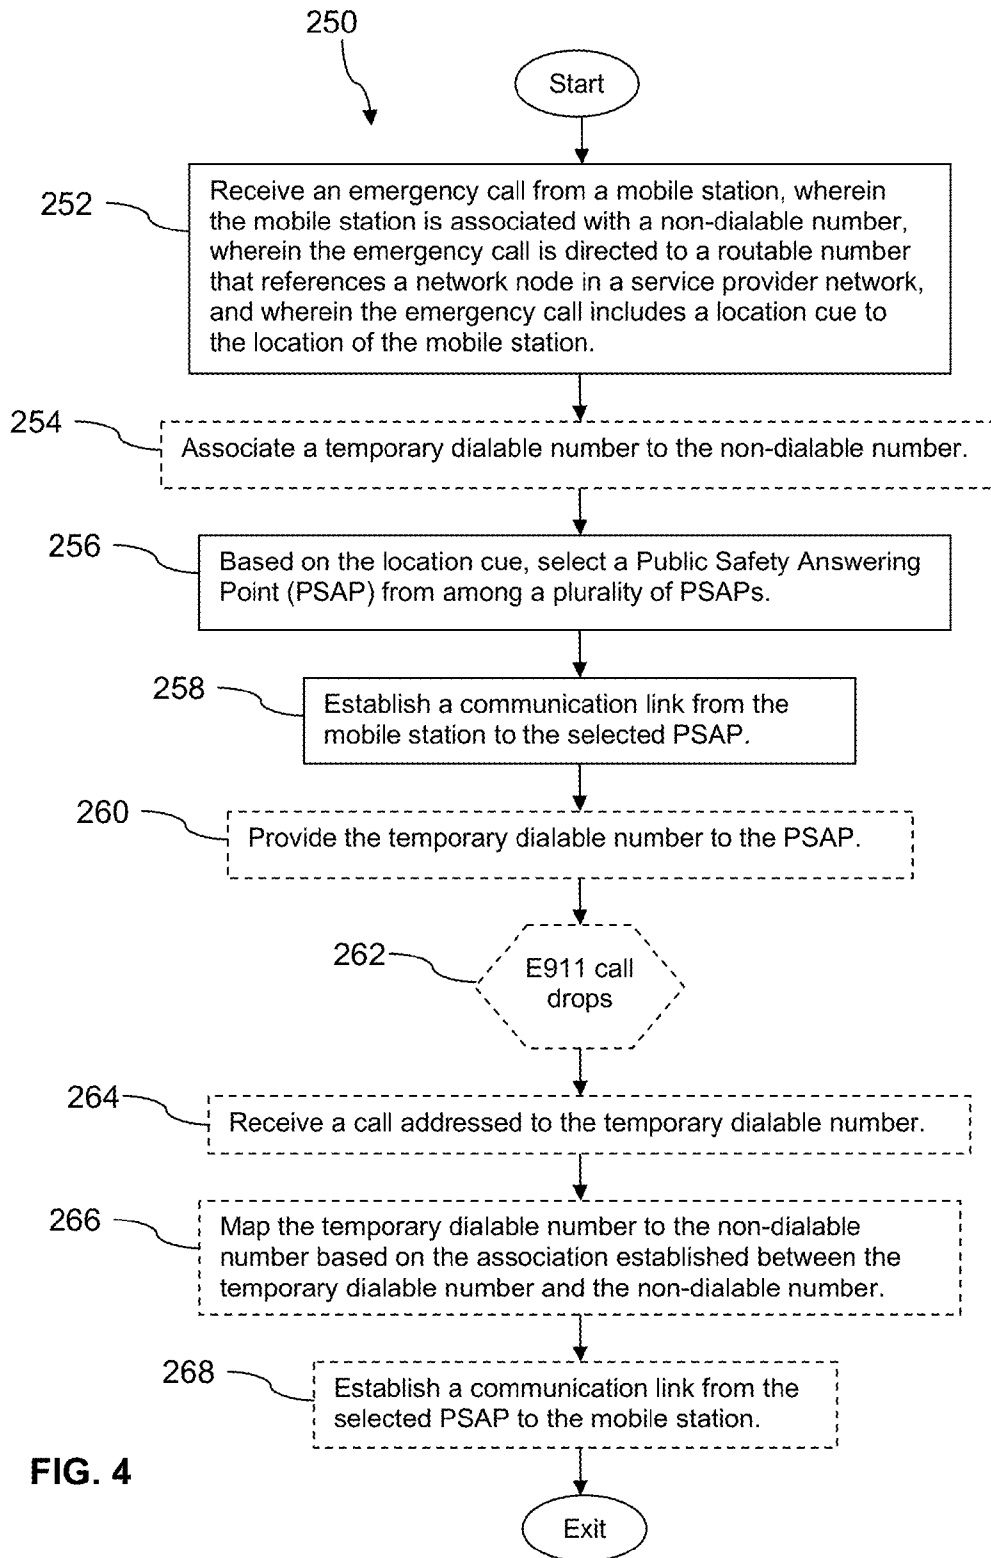 250
Start
252
Receive an emergency call from a mobile station, wherein
the mobile station is associated with a non-dialable number,
wherein the emergency call is directed to a routable number
that references a network node in a service provider network,
and wherein the emergency call includes a location cue to
the location of the mobile station.
254
Associate a temporary dialable number to the non-dialable number.
256
Based on the location cue, select a Public Safety Answering
Point (PSAP) from among a plurality of PSAPs.
258
Establish a communication link from the
mobile station to the selected PSAP.
260
Provide the temporary dialable number to the PSAP.
262
E911 call
drops
264
Receive a call addressed to the temporary dialable number.
266
Map the temporary dialable number to the non-dialable
number based on the association established between the
temporary dialable number and the non-dialable number.
268
Establish a communication link from the
selected PSAP to the mobile station.
FIG. 4
Exit